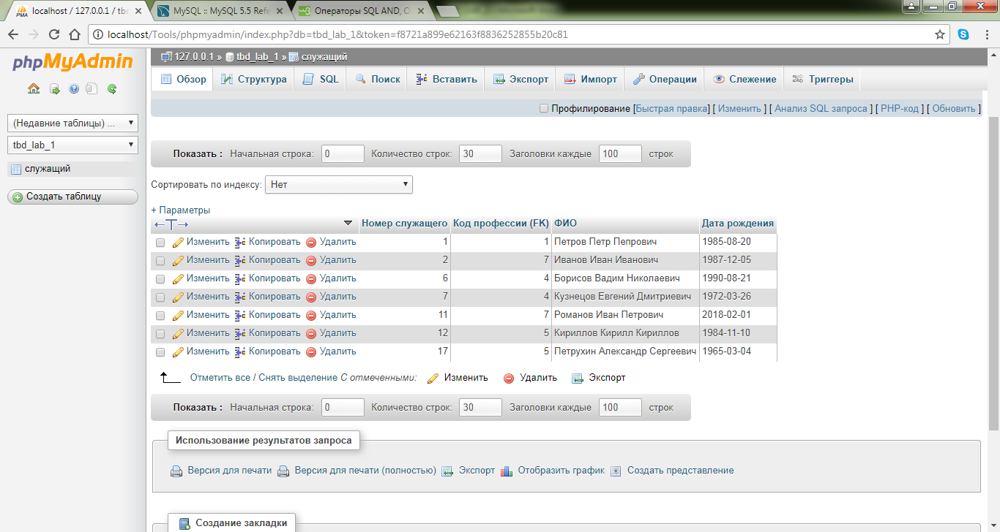 localhost / 127.0.0.1 / tbd
MySQL :: MySQL 5.5 Refe
Операторы SQL AND, O
localhost/Tools/phpmyadmin/index.php?db=tbd_lab_1&token=f8721a899e62163f8836252855b20c81
phpMyAdmin
(Недавние таблицы) ...
tbd_lab_1
служащий
Создать таблицу
127.0.0.1 » tbd_lab_1 » служащий
Обзор Структура SQL Поиск Вставить Экспорт Импорт Операции Слежение Триггеры
Профилирование [Быстрая правка] [ Изменить ] [ Анализ SQL запроса ] [ PHP-код ] [ Обновить ]
Показать : Начальная строка: 0 Количество строк: 30 Заголовки каждые 100 строк
Сортировать по индексу: Нет
+ Параметры
←T→ Номер служащего Код профессии (FK) ФИО Дата рождения
Изменить Копировать Удалить 1 1 Петров Петр Пепрович 1985-08-20
Изменить Копировать Удалить 2 7 Иванов Иван Иванович 1987-12-05
Изменить Копировать Удалить 6 4 Борисов Вадим Николаевич 1990-08-21
Изменить Копировать Удалить 7 4 Кузнецов Евгений Дмитриевич 1972-03-26
Изменить Копировать Удалить 11 7 Романов Иван Петрович 2018-02-01
Изменить Копировать Удалить 12 5 Кириллов Кирилл Кириллов 1984-11-10
Изменить Копировать Удалить 17 5 Петрухин Александр Сергеевич 1965-03-04
Отметить все / Снять выделение С отмеченными: Изменить Удалить Экспорт
Показать : Начальная строка: 0 Количество строк: 30 Заголовки каждые 100 строк
Использование результатов запроса
Версия для печати Версия для печати (полностью) Экспорт Отобразить график Создать представление
Создание закладки